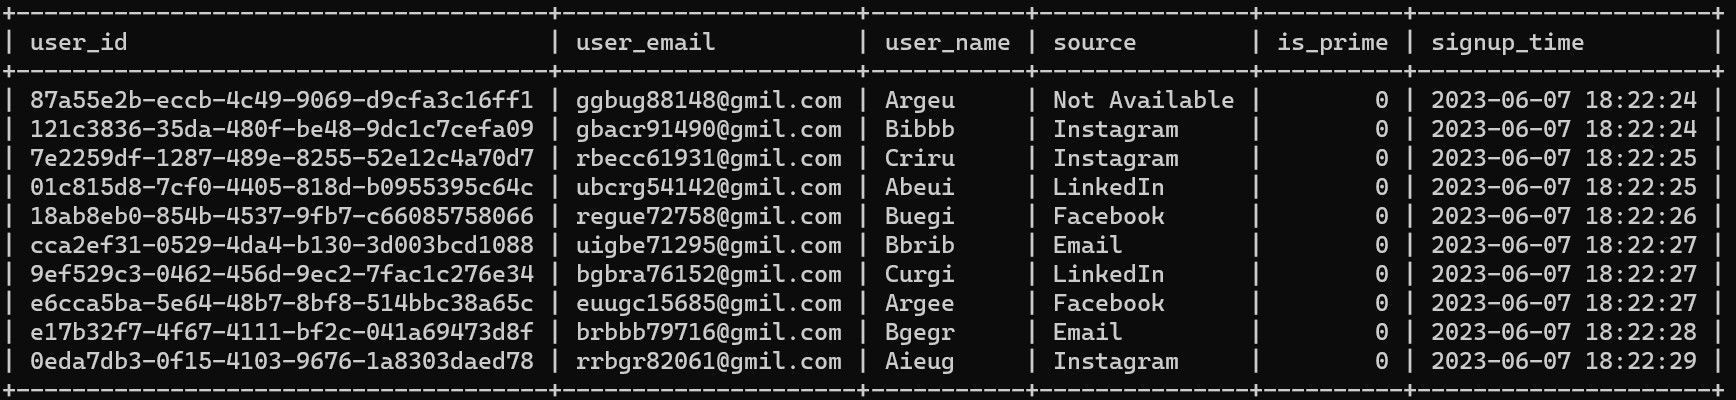 +--------------------------------------+---------------------+-----------+---------------+----------+---------------------+
| user_id                              | user_email          | user_name | source        | is_prime | signup_time         |
+--------------------------------------+---------------------+-----------+---------------+----------+---------------------+
| 87a55e2b-eccb-4c49-9069-d9cfa3c16ff1 | ggbug88148@gmil.com | Argeu     | Not Available |        0 | 2023-06-07 18:22:24 |
| 121c3836-35da-480f-be48-9dc1c7cefa09 | gbacr91490@gmil.com | Bibbb     | Instagram     |        0 | 2023-06-07 18:22:24 |
| 7e2259df-1287-489e-8255-52e12c4a70d7 | rbecc61931@gmil.com | Criru     | Instagram     |        0 | 2023-06-07 18:22:25 |
| 01c815d8-7cf0-4405-818d-b0955395c64c | ubcrg54142@gmil.com | Abeui     | LinkedIn      |        0 | 2023-06-07 18:22:25 |
| 18ab8eb0-854b-4537-9fb7-c66085758066 | regue72758@gmil.com | Buegi     | Facebook      |        0 | 2023-06-07 18:22:26 |
| cca2ef31-0529-4da4-b130-3d003bcd1088 | uigbe71295@gmil.com | Bbrib     | Email         |        0 | 2023-06-07 18:22:27 |
| 9ef529c3-0462-456d-9ec2-7fac1c276e34 | bgbra76152@gmil.com | Curgi     | LinkedIn      |        0 | 2023-06-07 18:22:27 |
| e6cca5ba-5e64-48b7-8bf8-514bbc38a65c | euugc15685@gmil.com | Argee     | Facebook      |        0 | 2023-06-07 18:22:27 |
| e17b32f7-4f67-4111-bf2c-041a69473d8f | brbbb79716@gmil.com | Bgegr     | Email         |        0 | 2023-06-07 18:22:28 |
| 0eda7db3-0f15-4103-9676-1a8303daed78 | rrbgr82061@gmil.com | Aieug     | Instagram     |        0 | 2023-06-07 18:22:29 |
+--------------------------------------+---------------------+-----------+---------------+----------+---------------------+